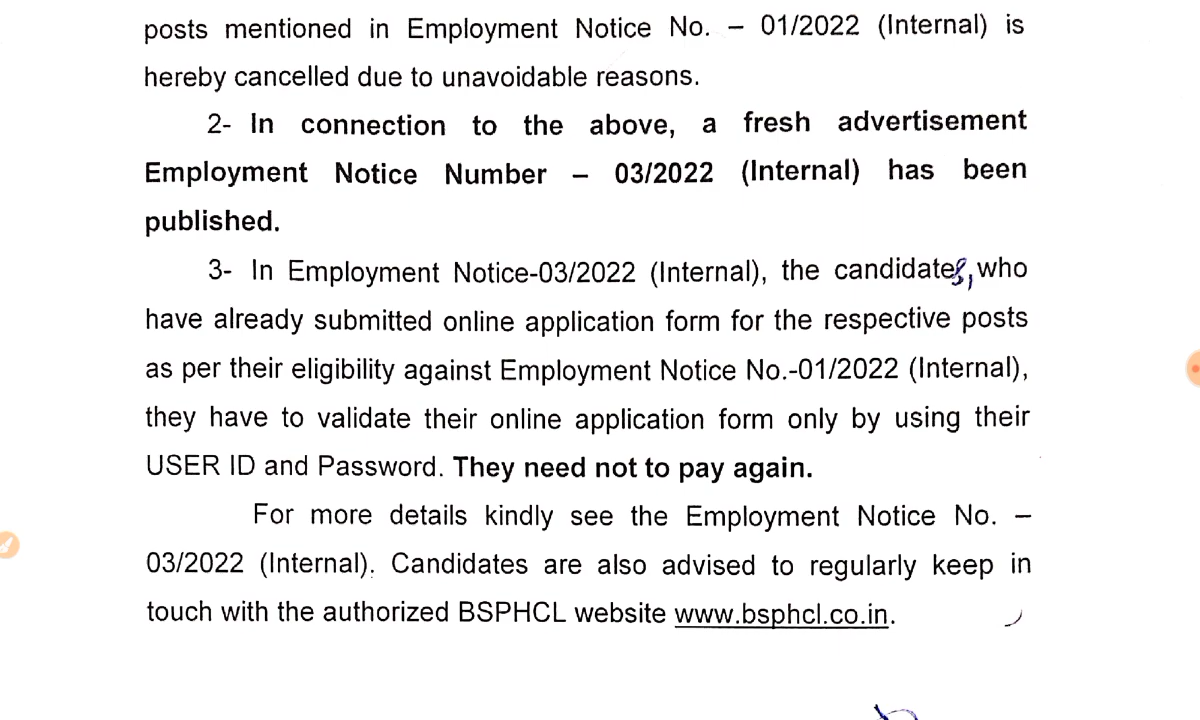 posts mentioned in Employment Notice No. – 01/2022 (Internal) is
hereby cancelled due to unavoidable reasons.
2- In connection to the above, a fresh advertisement
Employment Notice Number – 03/2022 (Internal) has been
published.
3- In Employment Notice-03/2022 (Internal), the candidates, who
have already submitted online application form for the respective posts
as per their eligibility against Employment Notice No.-01/2022 (Internal),
they have to validate their online application form only by using their
USER ID and Password. They need not to pay again.
For more details kindly see the Employment Notice No. –
03/2022 (Internal). Candidates are also advised to regularly keep in
touch with the authorized BSPHCL website www.bsphcl.co.in.